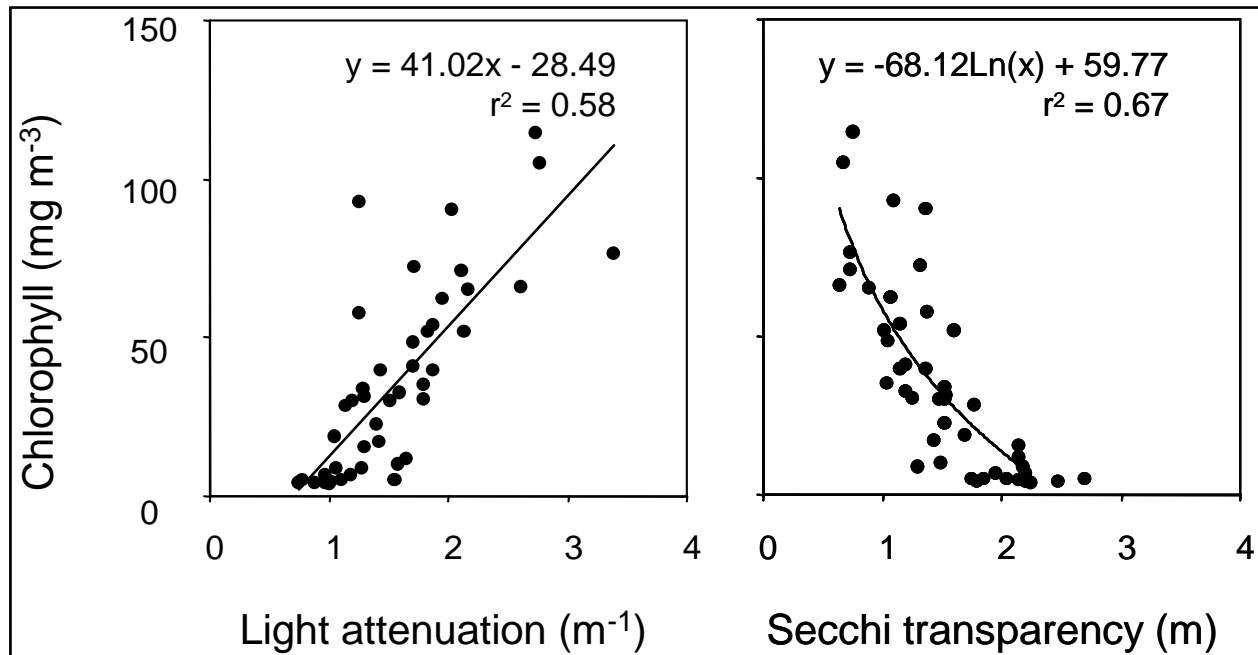 Chlorophyll (mg m⁻³)
150
100
50
0
y = 41.02x - 28.49
r² = 0.58
0 1 2 3 4
Light attenuation (m⁻¹)
y = -68.12Ln(x) + 59.77
r² = 0.67
0 1 2 3 4
Secchi transparency (m)